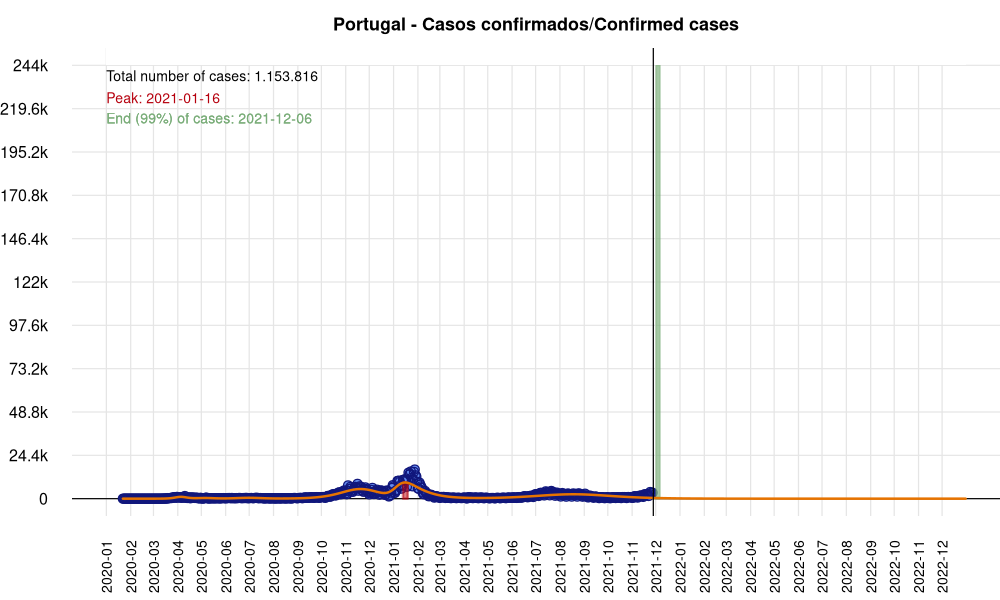 Portugal - Casos confirmados/Confirmed cases
244k
Total number of cases: 1.153.816
Peak: 2021-01-16
219.6k
End (99%) of cases: 2021-12-06
195.2k
170.8k
146.4k
122k
97.6k
73.2k
48.8k
24.4k
0
2020-01
2020-02
2020-03
2020-04
2020-05
2020-06
2020-07
2020-08
2020-09
2020-10
2020-11
2020-12
2021-01
2021-02
2021-03
2021-04
2021-05
2021-06
2021-07
2021-08
2021-09
2021-10
2021-11
2021-12
2022-01
2022-02
2022-03
2022-04
2022-05
2022-06
2022-07
2022-08
2022-09
2022-10
2022-11
2022-12